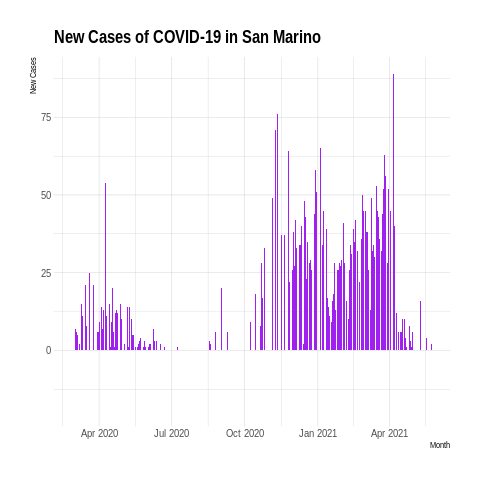 New Cases of COVID-19 in San Marino
New Cases
75
50
25
0
Apr 2020 Jul 2020 Oct 2020 Jan 2021 Apr 2021
Month